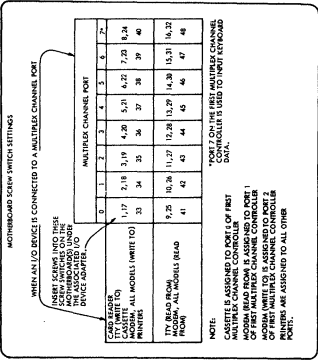 MOTHERBOARD SCREW SWITCH SETTINGS
WHEN AN I/O DEVICE IS CONNECTED TO A MULTIPLEX CHANNEL PORT
INSERT SCREWS INTO THESE
SCREW SWITCHES ON THE
MOTHERBOARD(S) UNDER
THE ASSOCIATED I/O
DEVICE ADAPTER.
MULTIPLEX CHANNEL PORT
0 1 2 3 4 5 6 7*
CARD READER
TTY (WRITE TO)
CASSETTE
MODEM, ALL MODELS (WRITE TO)
PRINTERS
1,17 2,18 3,19 4,20 5,21 6,22 7,23 8,24
33 34 35 36 37 38 39 40
TTY (READ FROM)
MODEM, ALL MODELS (READ
FROM)
9,25 10,26 11,27 12,28 13,29 14,30 15,31 16,32
41 42 43 44 45 46 47 48
NOTE:
CASSETTE IS ASSIGNED TO PORT 0 OF FIRST
MULTIPLEX CHANNEL CONTROLLER
MODEM (READ FROM) IS ASSIGNED TO PORT 1
OF FIRST MULTIPLEX CHANNEL CONTROLLER
MODEM (WRITE TO) IS ASSIGNED TO PORT 2
OF FIRST MULTIPLEX CHANNEL CONTROLLER
PRINTERS ARE ASSIGNED TO ALL OTHER
PORTS.
*PORT 7 ON THE FIRST MULTIPLEX CHANNEL
CONTROLLER IS USED TO INPUT KEYBOARD
DATA.